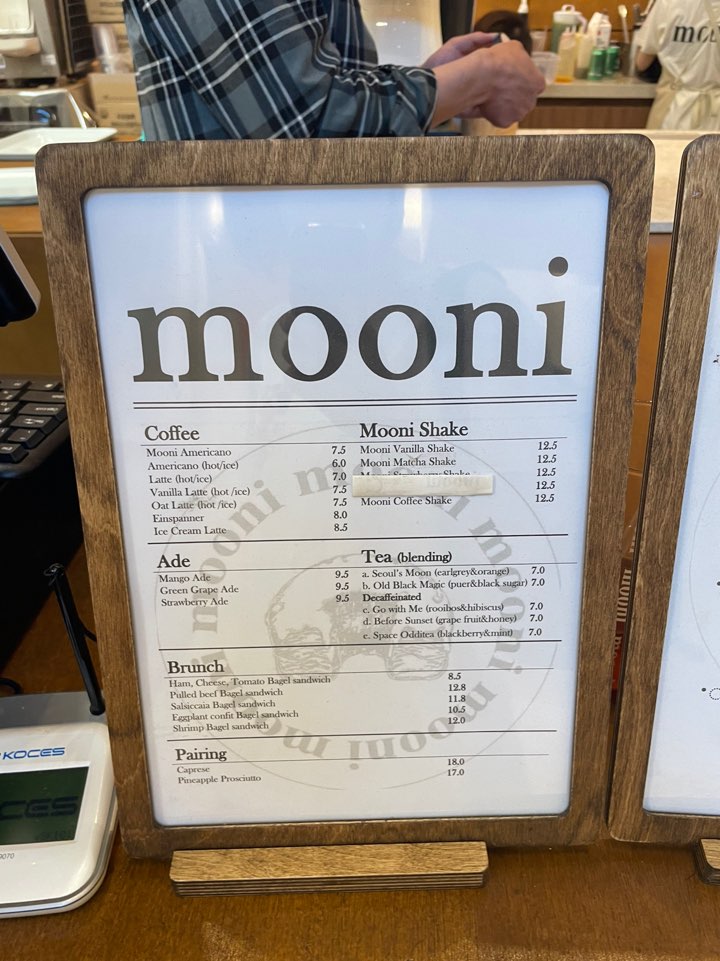 mooni
Coffee
Mooni Americano 7.5
Americano (hot/ice) 6.0
Latte (hot/ice) 7.0
Vanilla Latte (hot /ice) 7.5
Oat Latte (hot /ice) 7.5
Einspanner 8.0
Ice Cream Latte 8.5
Mooni Shake
Mooni Vanilla Shake 12.5
Mooni Matcha Shake 12.5
12.5
12.5
Mooni Coffee Shake 12.5
Ade
Mango Ade 9.5
Green Grape Ade 9.5
Strawberry Ade 9.5
Tea (blending)
a. Seoul's Moon (earlgrey&orange) 7.0
b. Old Black Magic (puer&black sugar) 7.0
Decaffeinated
c. Go with Me (rooibos&hibiscus) 7.0
d. Before Sunset (grape fruit&honey) 7.0
e. Space Odditea (blackberry&mint) 7.0
Brunch
Ham, Cheese, Tomato Bagel sandwich 8.5
Pulled beef Bagel sandwich 12.8
Salsiccaia Bagel sandwich 11.8
Eggplant confit Bagel sandwich 10.5
Shrimp Bagel sandwich 12.0
Pairing
Caprese 18.0
Pineapple Prosciutto 17.0
mooni mooni mooni mooni mooni mooni
KOCES